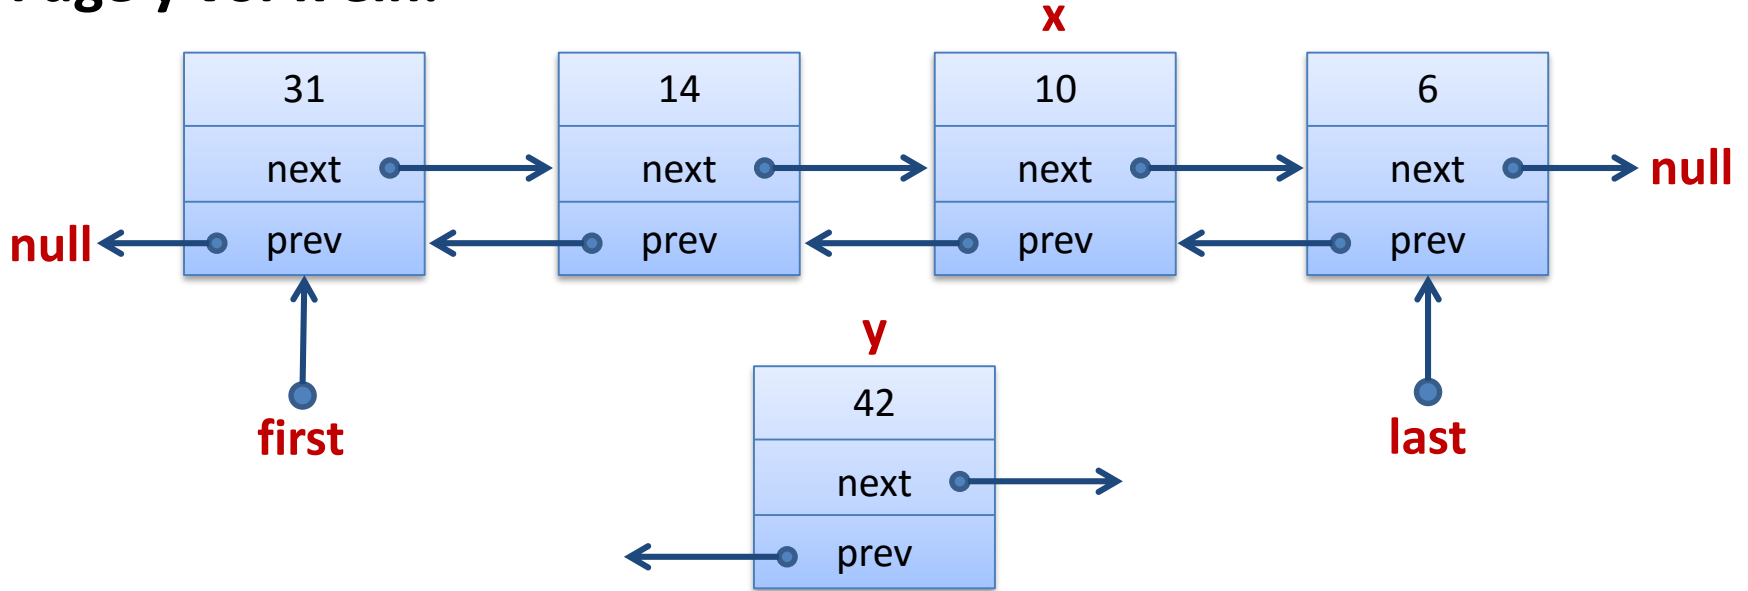 x
31 14 10 6
next next next next null
null prev prev prev prev
y
first 42 last
next
prev